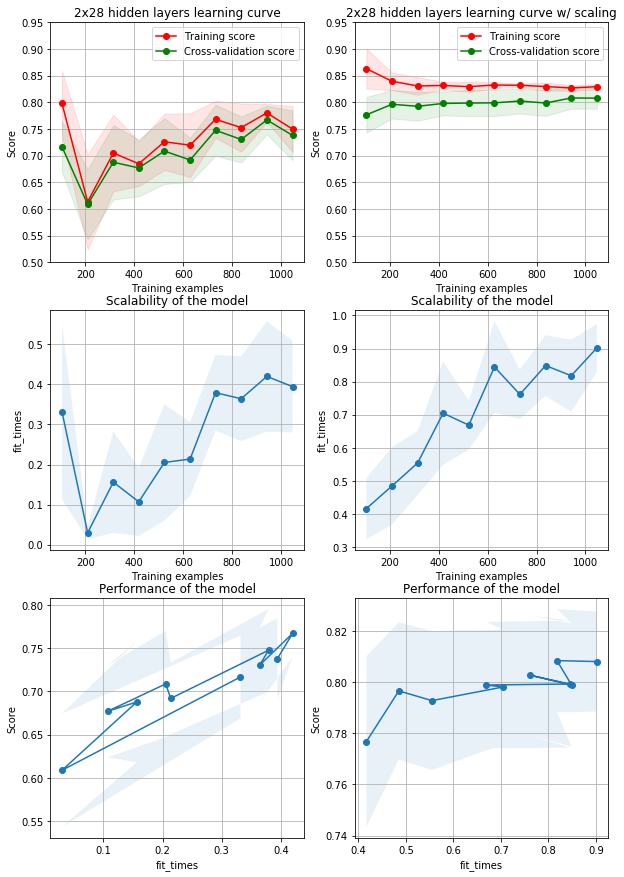 2x28 hidden layers learning curve
0.95
0.90
0.85
0.80
0.75
0.70
0.65
0.60
0.55
0.50
Score
Training score
Cross-validation score
200 400 600 800 1000
Training examples
2x28 hidden layers learning curve w/ scaling
0.95
0.90
0.85
0.80
0.75
0.70
0.65
0.60
0.55
0.50
Score
Training score
Cross-validation score
200 400 600 800 1000
Training examples
Scalability of the model
0.5
0.4
0.3
0.2
0.1
0.0
fit_times
200 400 600 800 1000
Training examples
Scalability of the model
1.0
0.9
0.8
0.7
0.6
0.5
0.4
0.3
fit_times
200 400 600 800 1000
Training examples
Performance of the model
0.80
0.75
0.70
0.65
0.60
0.55
Score
0.1 0.2 0.3 0.4
fit_times
Performance of the model
0.82
0.80
0.78
0.76
0.74
Score
0.4 0.5 0.6 0.7 0.8 0.9
fit_times